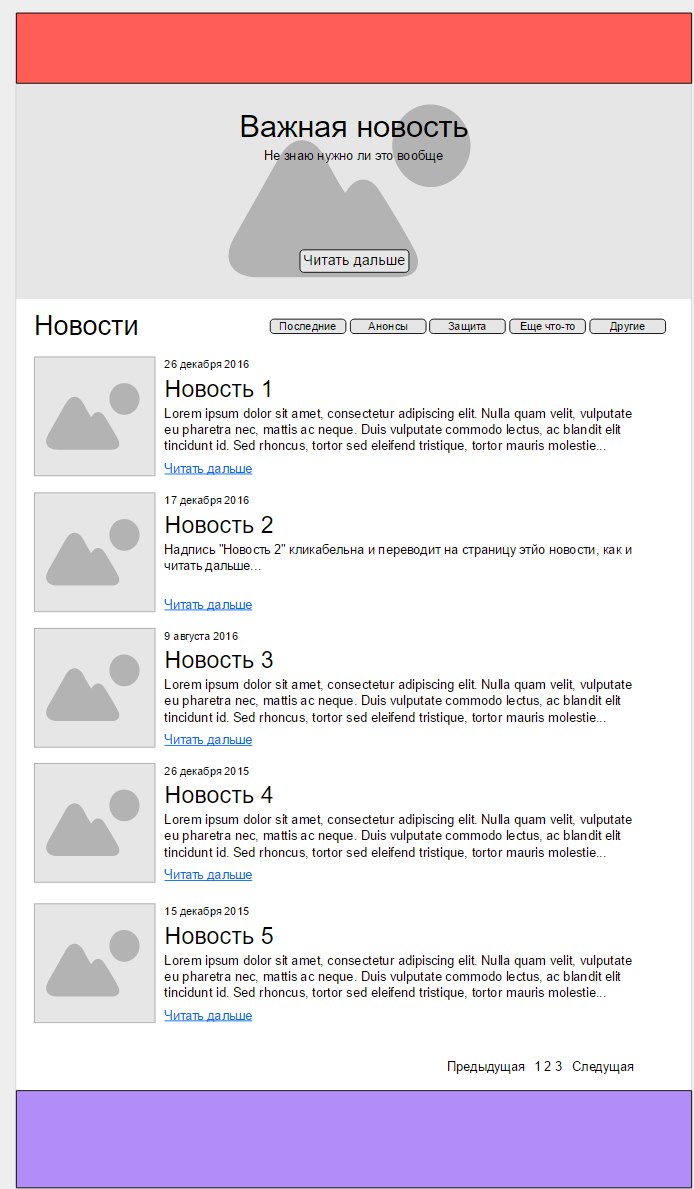 Важная новость
Не знаю нужно ли это вообще
Читать дальше
Новости
Последние
Анонсы
Защита
Еще что-то
Другие
26 декабря 2016
Новость 1
Lorem ipsum dolor sit amet, consectetur adipiscing elit. Nulla quam velit, vulputate
eu pharetra nec, mattis ac neque. Duis vulputate commodo lectus, ac blandit elit
tincidunt id. Sed rhoncus, tortor sed eleifend tristique, tortor mauris molestie...
Читать дальше
17 декабря 2016
Новость 2
Надпись "Новость 2" кликабельна и переводит на страницу этйо новости, как и
читать дальше...
Читать дальше
9 августа 2016
Новость 3
Lorem ipsum dolor sit amet, consectetur adipiscing elit. Nulla quam velit, vulputate
eu pharetra nec, mattis ac neque. Duis vulputate commodo lectus, ac blandit elit
tincidunt id. Sed rhoncus, tortor sed eleifend tristique, tortor mauris molestie...
Читать дальше
26 декабря 2015
Новость 4
Lorem ipsum dolor sit amet, consectetur adipiscing elit. Nulla quam velit, vulputate
eu pharetra nec, mattis ac neque. Duis vulputate commodo lectus, ac blandit elit
tincidunt id. Sed rhoncus, tortor sed eleifend tristique, tortor mauris molestie...
Читать дальше
15 декабря 2015
Новость 5
Lorem ipsum dolor sit amet, consectetur adipiscing elit. Nulla quam velit, vulputate
eu pharetra nec, mattis ac neque. Duis vulputate commodo lectus, ac blandit elit
tincidunt id. Sed rhoncus, tortor sed eleifend tristique, tortor mauris molestie...
Читать дальше
Предыдущая 1 2 3 Следущая